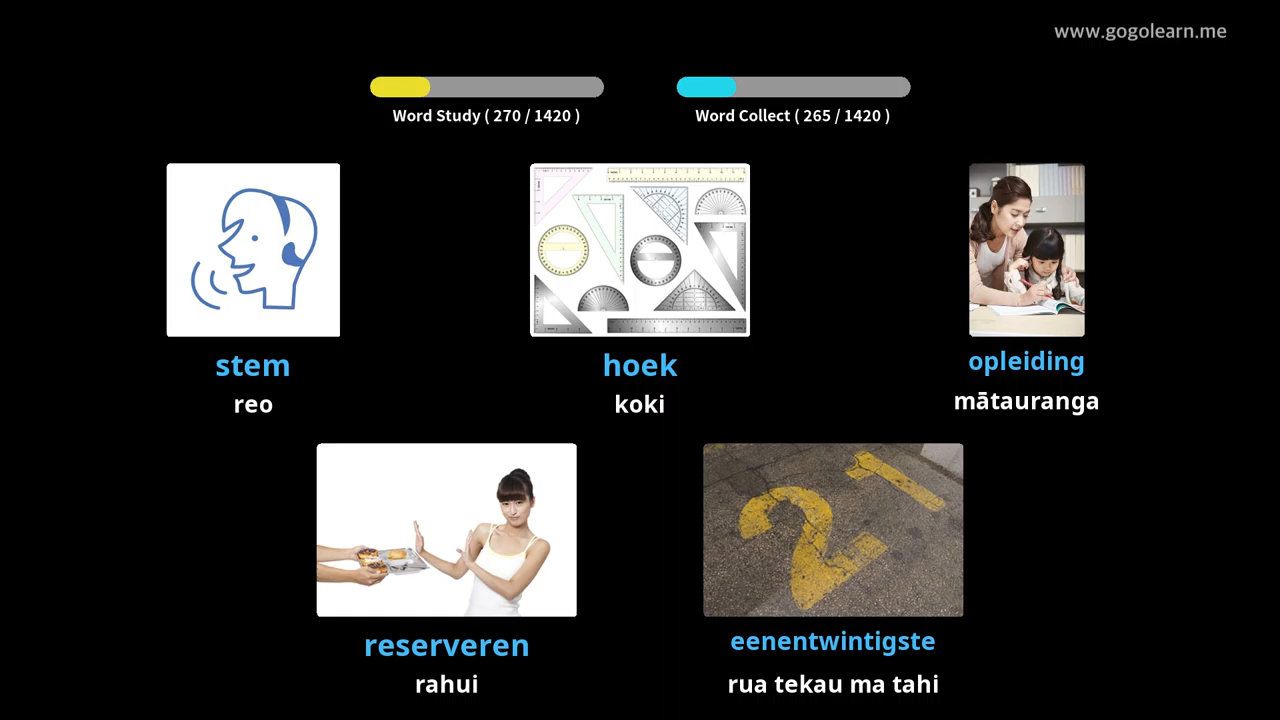 www.gogolearn.me
Word Study ( 270 / 1420 )
Word Collect ( 265 / 1420 )
stem
reo
hoek
koki
opleiding
mātauranga
21
reserveren
rahui
eenentwintigste
rua tekau ma tahi